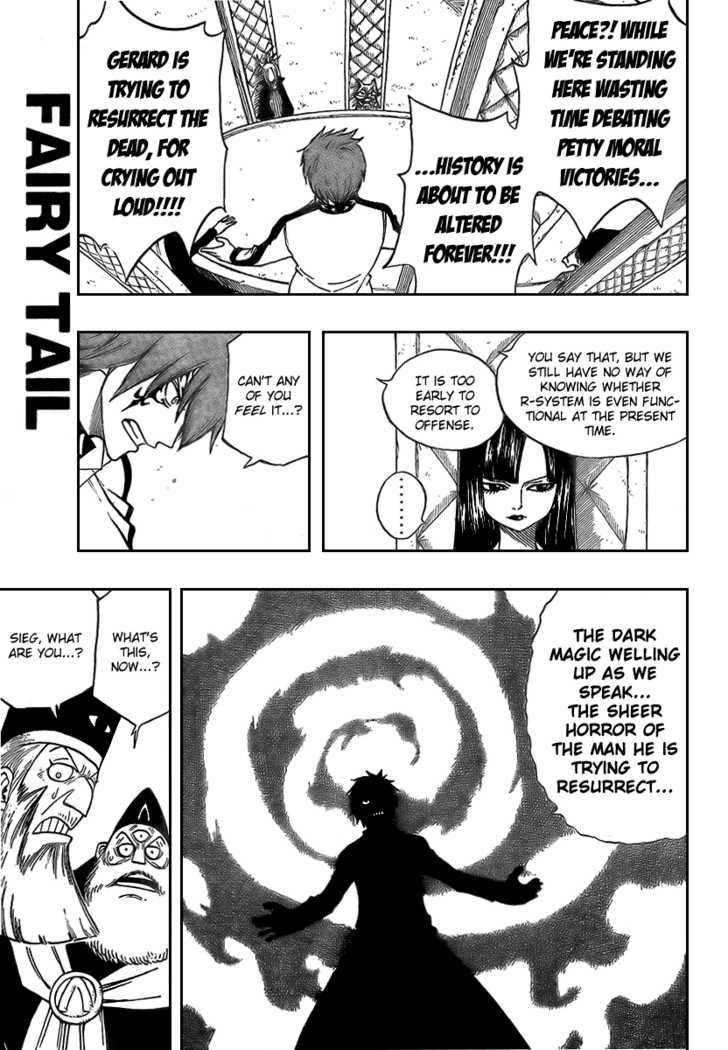 PEACE?! WHILE
WE'RE STANDING
HERE WASTING
TIME DEBATING
PETTY MORAL
VICTORIES...
...HISTORY IS
ABOUT TO BE
ALTERED
FOREVER!!!
GERARD IS
TRYING TO
RESURRECT THE
DEAD, FOR
CRYING OUT
LOUD!!!!
FAIRY TAIL
YOU SAY THAT, BUT WE
STILL HAVE NO WAY OF
KNOWING WHETHER
R-SYSTEM IS EVEN FUNC-
TIONAL AT THE PRESENT
TIME.
IT IS TOO
EARLY TO
RESORT TO
OFFENSE.
......
CAN'T ANY
OF YOU
FEEL IT...?
THE DARK
MAGIC WELLING
UP AS WE
SPEAK...
THE SHEER
HORROR OF
THE MAN HE IS
TRYING TO
RESURRECT...
WHAT'S
THIS,
NOW...?
SIEG, WHAT
ARE YOU...?